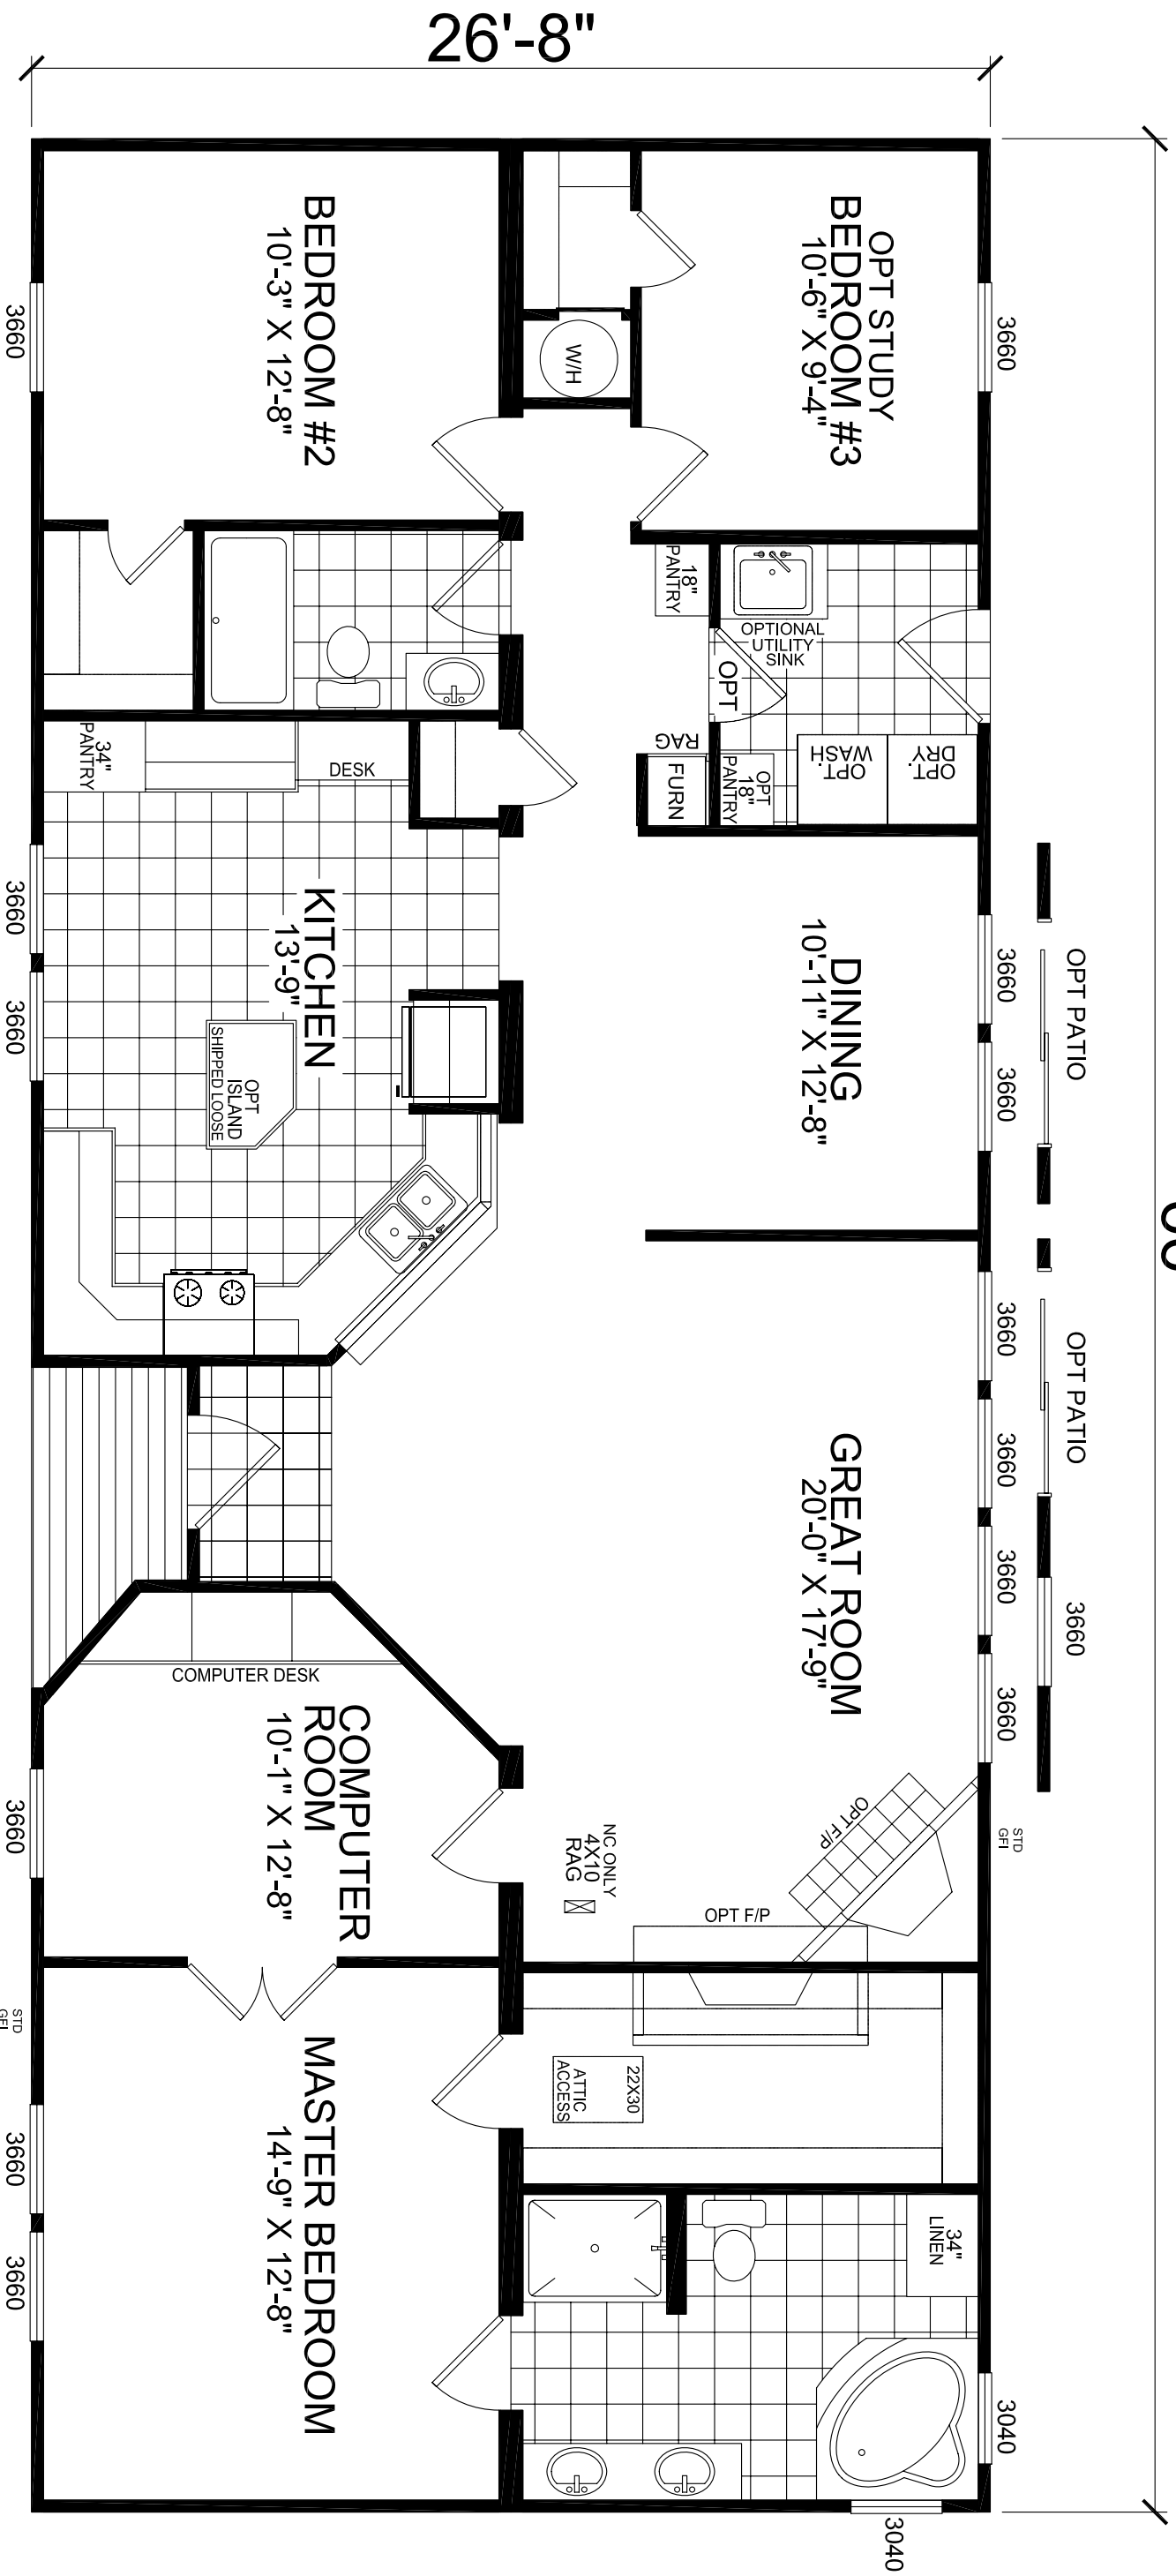 26'-8"
3660
OPT STUDY
BEDROOM #3
10'-6" X 9'-4"
W/H
BEDROOM #2
10'-3" X 12'-8"
3660
18"
PANTRY
OPTIONAL
UTILITY
SINK
OPT
OPT.
DRY
OPT.
WASH
OPT
18"
PANTRY
RAG
FURN
34"
PANTRY
DESK
KITCHEN
13'-9"
OPT
ISLAND
SHIPPED LOOSE
3660
3660
DINING
10'-11" X 12'-8"
3660
3660
OPT PATIO
OPT PATIO
3660
3660
3660
3660
3660
GREAT ROOM
20'-0" X 17'-9"
STD
GFI
OPT F/P
OPT F/P
NC ONLY
4X10
RAG
COMPUTER DESK
COMPUTER
ROOM
10'-1" X 12'-8"
3660
STD
GFI
22X30
ATTIC
ACCESS
MASTER BEDROOM
14'-9" X 12'-8"
3660
3660
34"
LINEN
3040
3040